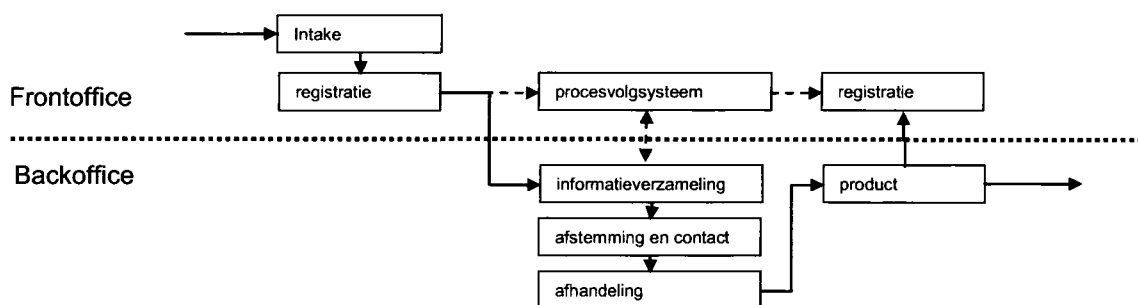 Intake
Frontoffice
registratie
procesvolgsysteem
registratie
Backoffice
informatieverzameling
product
afstemming en contact
afhandeling